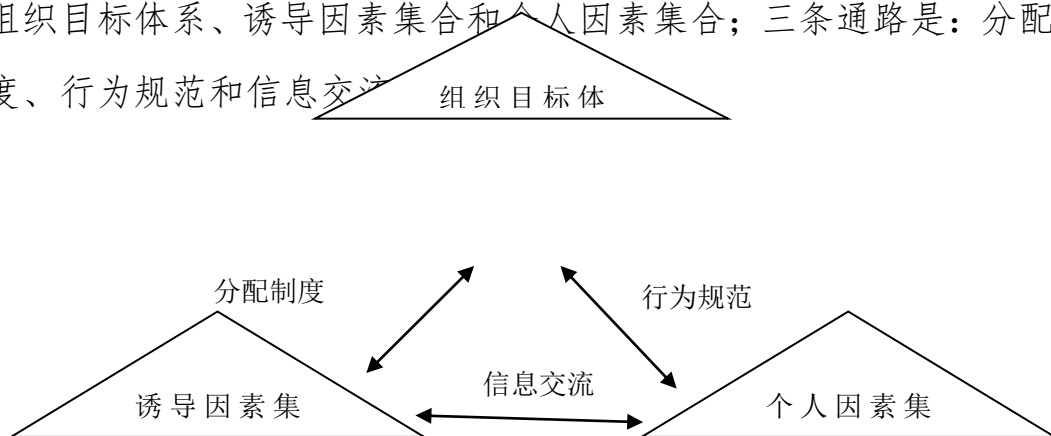 组织目标体系、诱导因素集合和个人因素集合；三条通路是：分配
度、行为规范和信息交流
组织目标体
分配制度
行为规范
信息交流
诱导因素集
个人因素集